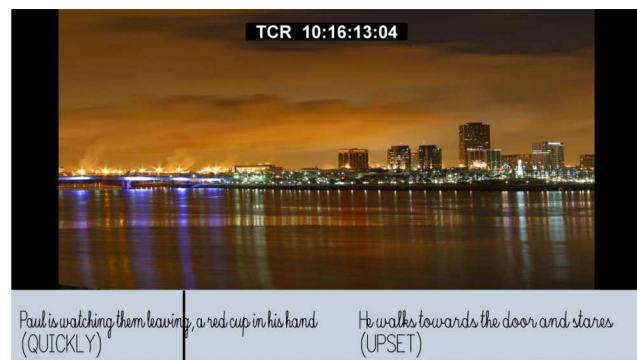 TCR 10:16:13:04
Paul is watching them leaving, a red cup in his hand
(QUICKLY)
He walks towards the door and stares
(UPSET)